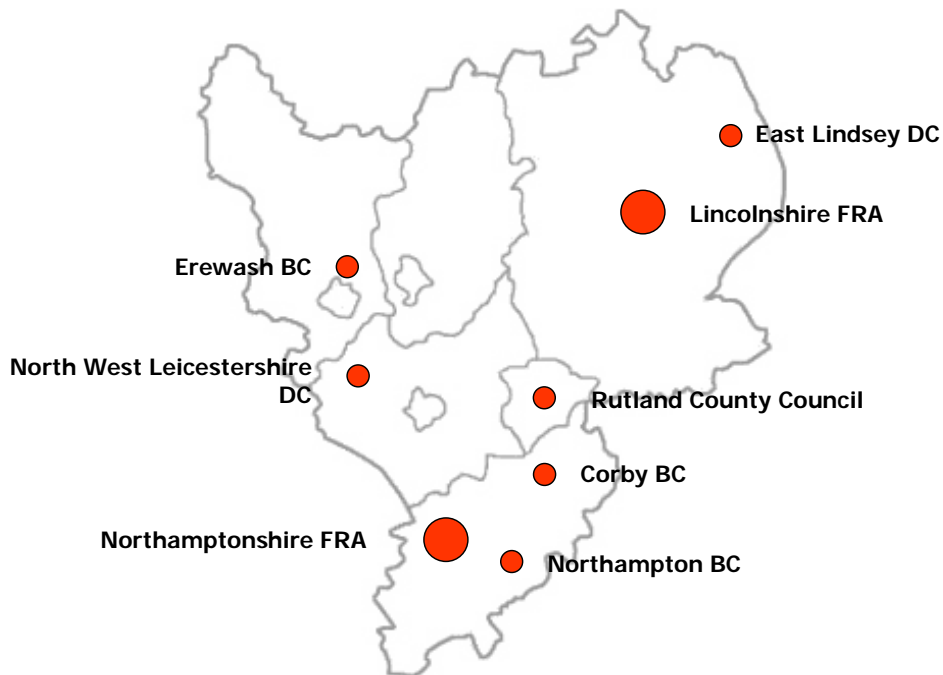 East Lindsey DC
Lincolnshire FRA
Erewash BC
North West Leicestershire
DC
Rutland County Council
Corby BC
Northamptonshire FRA
Northampton BC